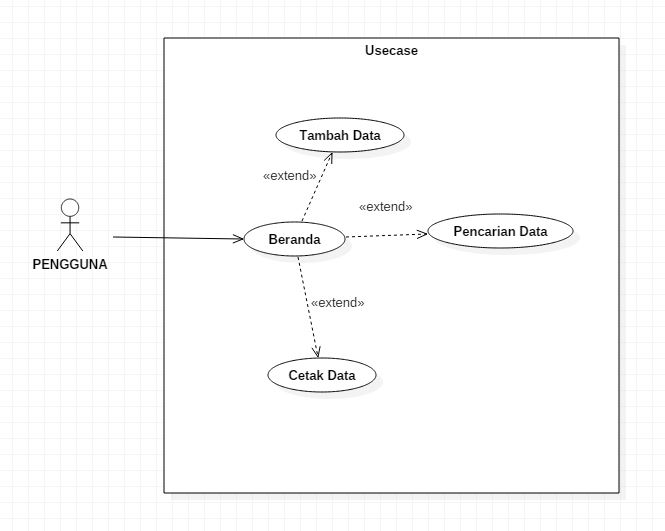 Usecase
Tambah Data
«extend»
«extend»
PENGGUNA
Beranda
Pencarian Data
«extend»
Cetak Data